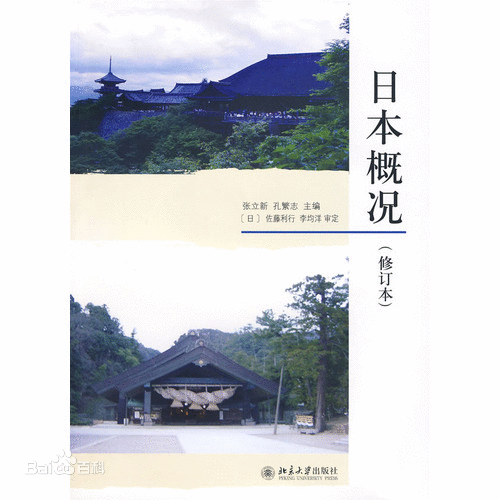 日本概况
(修订本)
张立新 孔繁志 主编
[日] 佐藤利行 李均洋 审定
北京大学出版社
PEKING UNIVERSITY PRESS
Bai百科